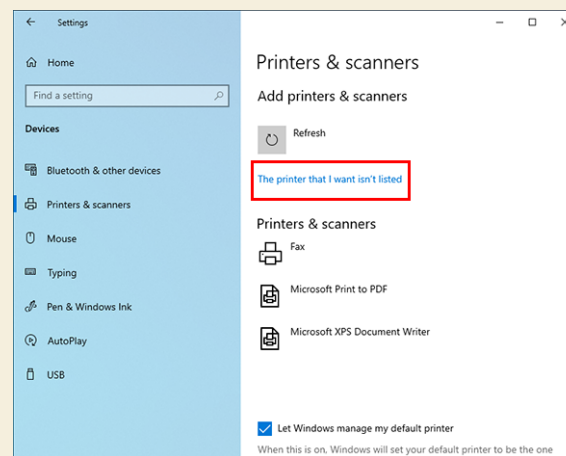 Settings
Home
Find a setting
Devices
Bluetooth & other devices
Printers & scanners
Mouse
Typing
Pen & Windows Ink
AutoPlay
USB
Printers & scanners
Add printers & scanners
Refresh
The printer that I want isn't listed
Printers & scanners
Fax
Microsoft Print to PDF
Microsoft XPS Document Writer
Let Windows manage my default printer
When this is on, Windows will set your default printer to be the one